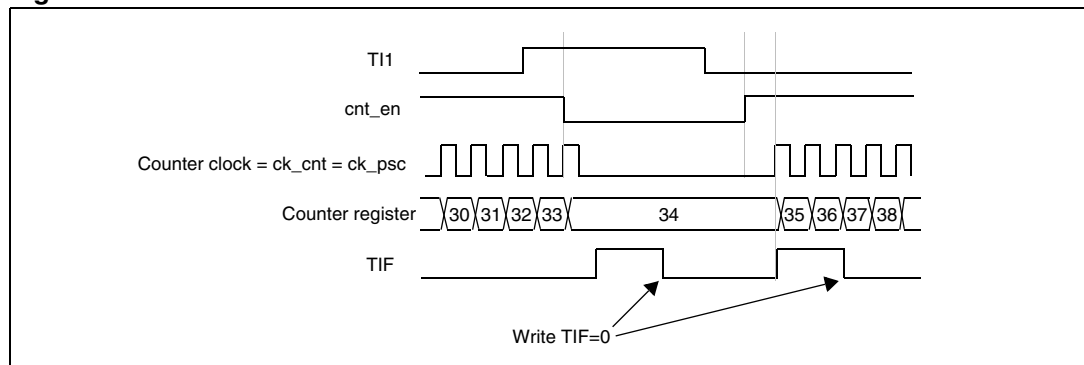 TI1
cnt_en
Counter clock = ck_cnt = ck_psc
Counter register 30 31 32 33 34 35 36 37 38
TIF
Write TIF=0